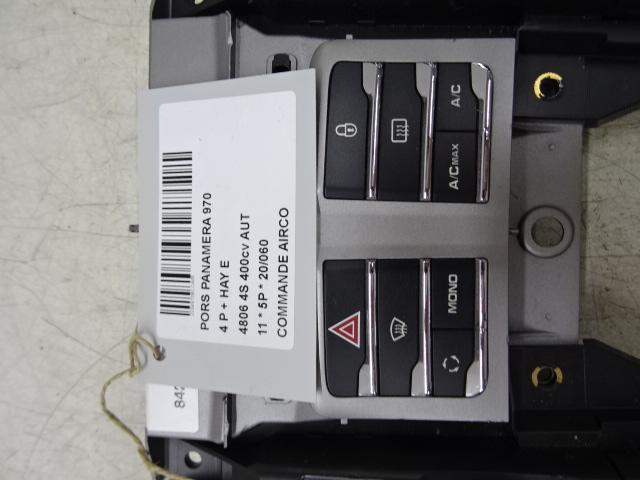 PORS PANAMERA 970
4 P + HAY E
4806 4S 400cv AUT
11 * 5P * 20/060
COMMANDE AIRCO
A/C
A/C MAX
MONO